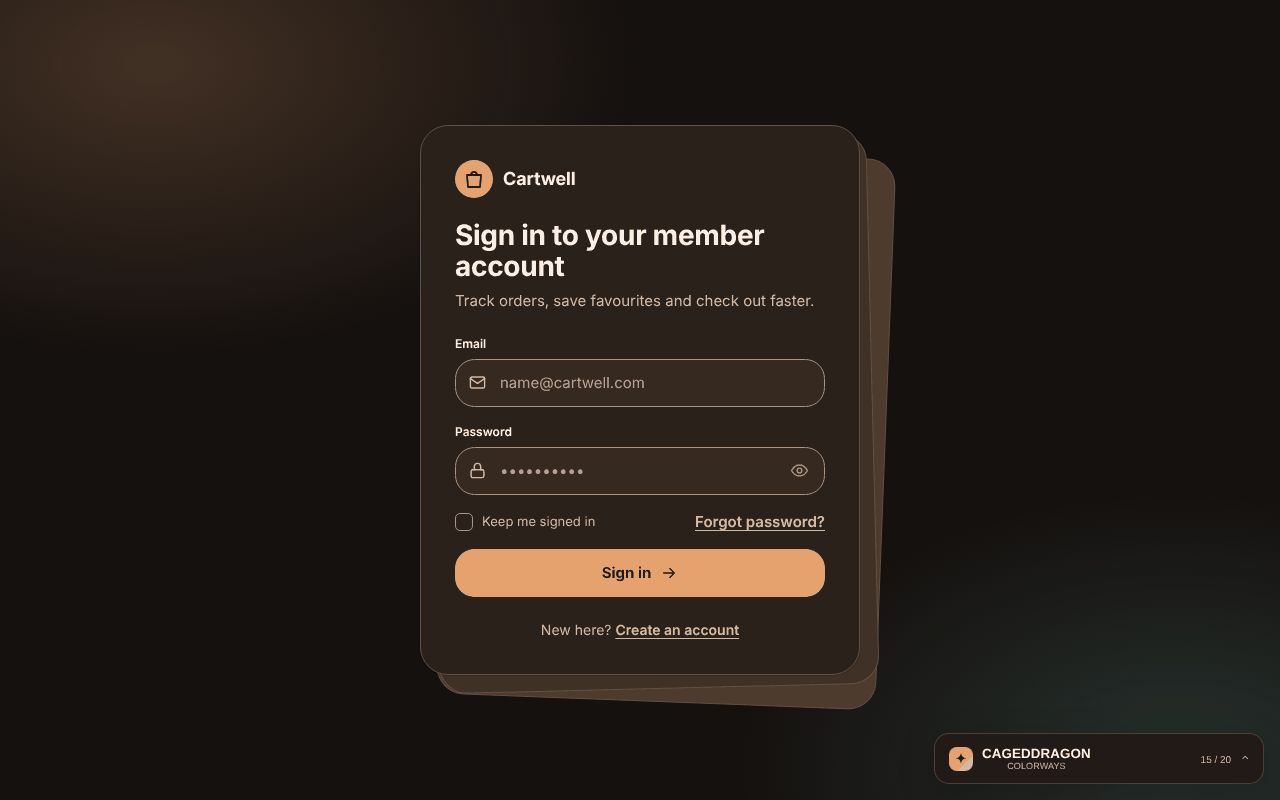 Cartwell
Sign in to your member
account
Track orders, save favourites and check out faster.
Email
name@cartwell.com
Password
••••••••••
Keep me signed in
Forgot password?
Sign in →
New here? Create an account
CAGEDDRAGON
COLORWAYS
15 / 20